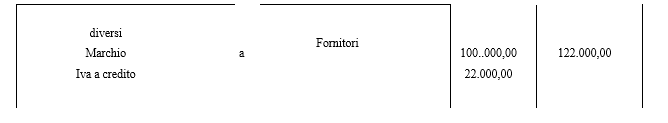 diversi
Fornitori
Marchio a 100..000,00 122.000,00
Iva a credito 22.000,00